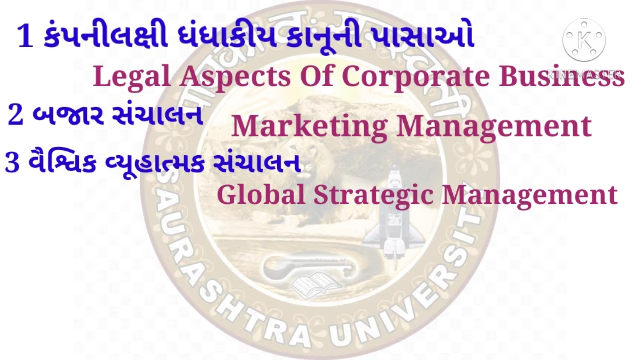 1 કંપનીલક્ષી ધંધાકીય કાનૂની પાસાઓ
Legal Aspects Of Corporate Business
2 બજાર સંચાલન
Marketing Management
3 વૈશ્વિક વ્યૂહાત્મક સંચાલન
Global Strategic Management
SAURASHTRA UNIVERSITY